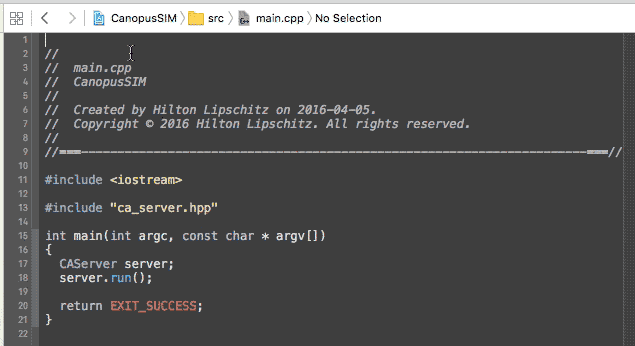 CanopusSIM > src > main.cpp > No Selection
1
2 //
3 //  main.cpp
4 //  CanopusSIM
5 //
6 //  Created by Hilton Lipschitz on 2016-04-05.
7 //  Copyright © 2016 Hilton Lipschitz. All rights reserved.
8 //
9 //===----------------------------------------------------------------------===//
10
11 #include <iostream>
12
13 #include "ca_server.hpp"
14
15 int main(int argc, const char * argv[])
16 {
17   CAServer server;
18   server.run();
19
20   return EXIT_SUCCESS;
21 }
22